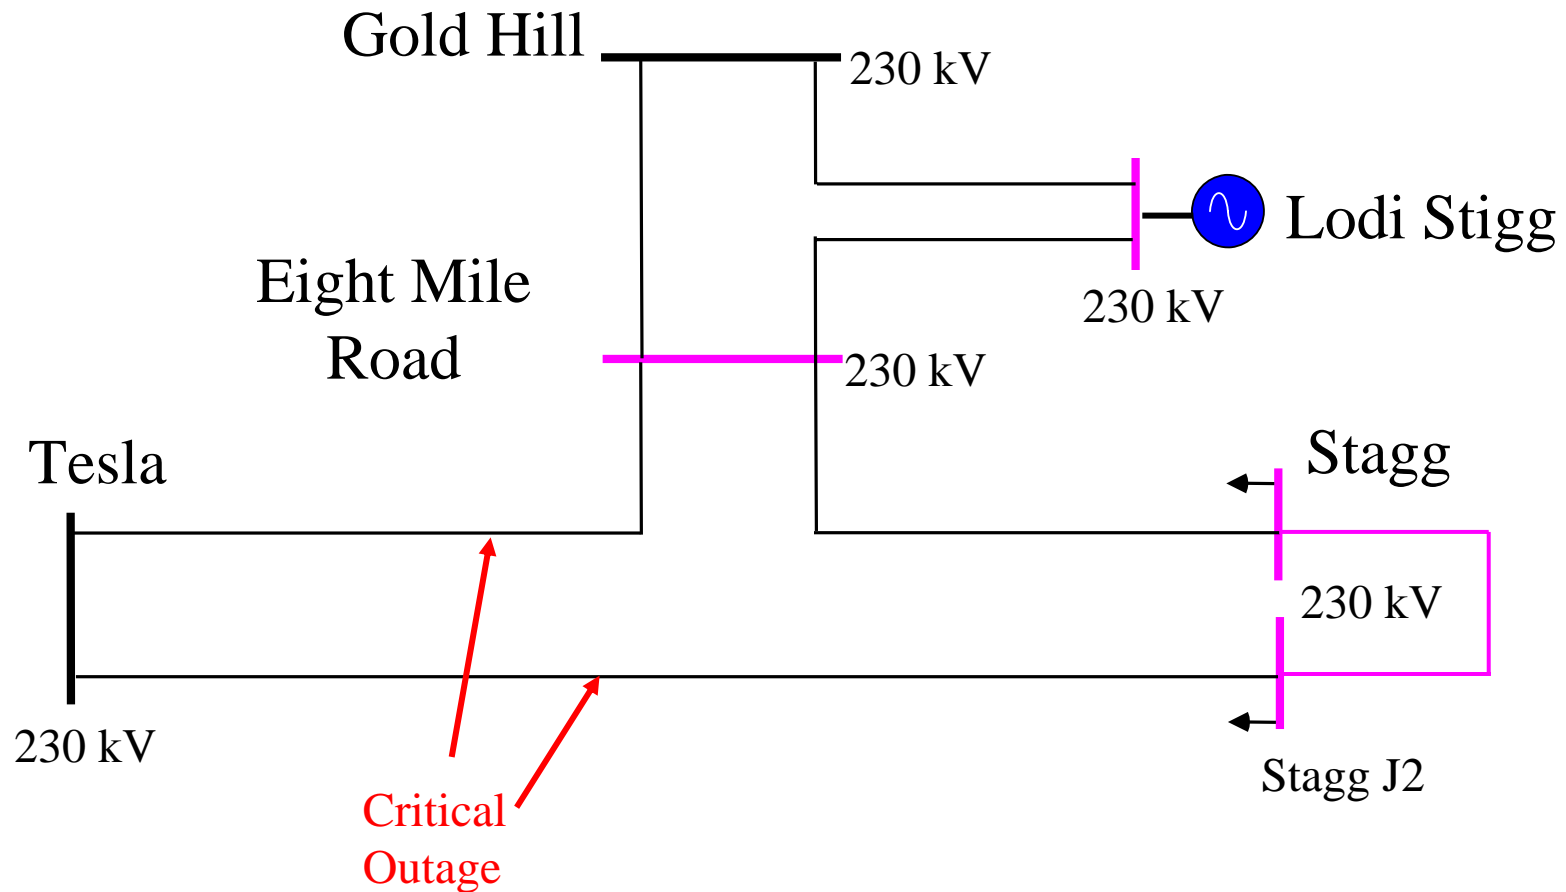 Gold Hill
230 kV
Lodi Stigg
230 kV
Eight Mile
Road
230 kV
Tesla
Stagg
230 kV
230 kV
Stagg J2
Critical
Outage